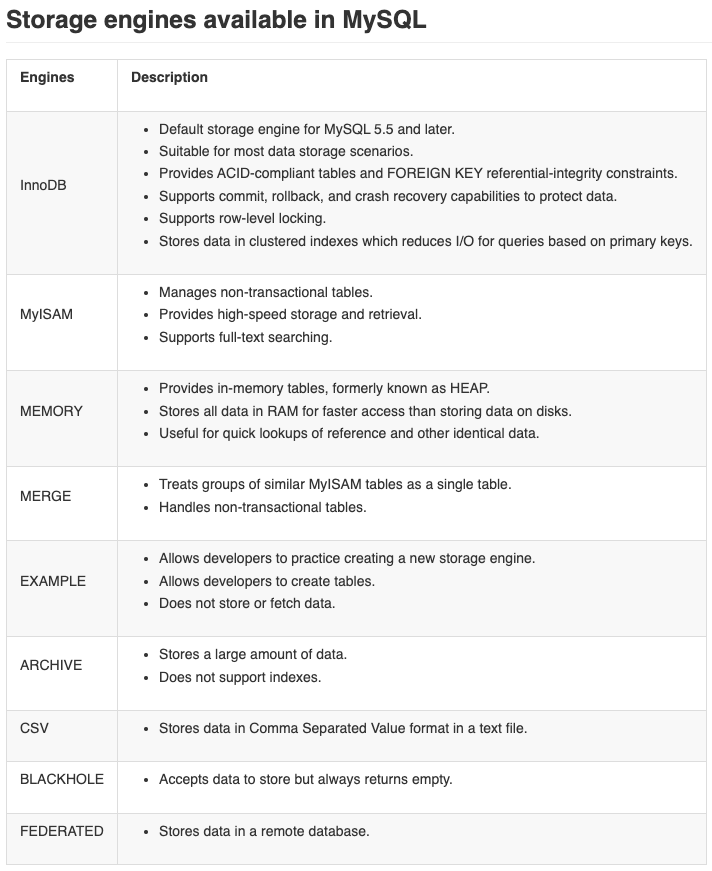 Storage engines available in MySQL
Engines Description
InnoDB
• Default storage engine for MySQL 5.5 and later.
• Suitable for most data storage scenarios.
• Provides ACID-compliant tables and FOREIGN KEY referential-integrity constraints.
• Supports commit, rollback, and crash recovery capabilities to protect data.
• Supports row-level locking.
• Stores data in clustered indexes which reduces I/O for queries based on primary keys.
MyISAM
• Manages non-transactional tables.
• Provides high-speed storage and retrieval.
• Supports full-text searching.
MEMORY
• Provides in-memory tables, formerly known as HEAP.
• Stores all data in RAM for faster access than storing data on disks.
• Useful for quick lookups of reference and other identical data.
MERGE
• Treats groups of similar MyISAM tables as a single table.
• Handles non-transactional tables.
EXAMPLE
• Allows developers to practice creating a new storage engine.
• Allows developers to create tables.
• Does not store or fetch data.
ARCHIVE
• Stores a large amount of data.
• Does not support indexes.
CSV
• Stores data in Comma Separated Value format in a text file.
BLACKHOLE
• Accepts data to store but always returns empty.
FEDERATED
• Stores data in a remote database.